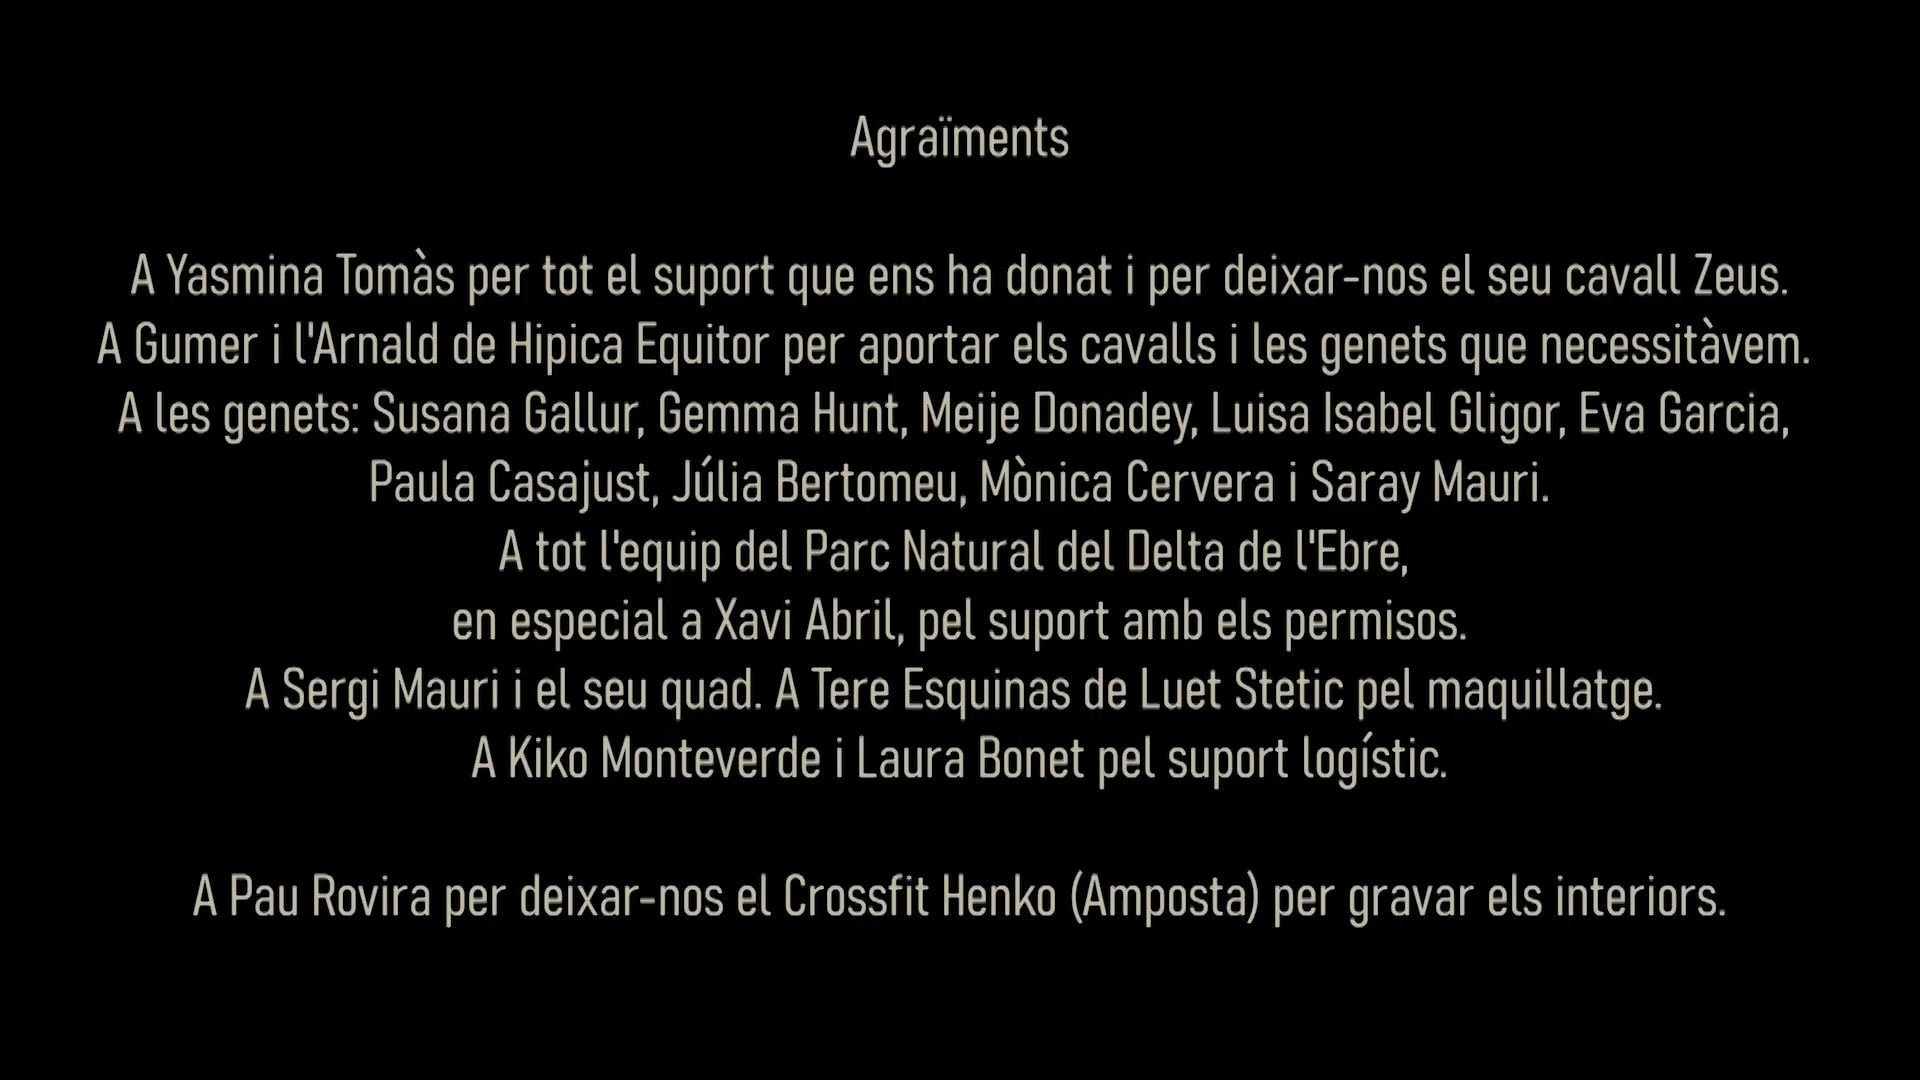 Agraïments
A Yasmina Tomàs per tot el suport que ens ha donat i per deixar-nos el seu cavall Zeus.
A Gumer i l'Arnald de Hipica Equitor per aportar els cavalls i les genets que necessitàvem.
A les genets: Susana Gallur, Gemma Hunt, Meije Donadey, Luisa Isabel Gligor, Eva Garcia,
Paula Casajust, Júlia Bertomeu, Mònica Cervera i Saray Mauri.
A tot l'equip del Parc Natural del Delta de l'Ebre,
en especial a Xavi Abril, pel suport amb els permisos.
A Sergi Mauri i el seu quad. A Tere Esquinas de Luet Stetic pel maquillatge.
A Kiko Monteverde i Laura Bonet pel suport logístic.
A Pau Rovira per deixar-nos el Crossfit Henko (Amposta) per gravar els interiors.